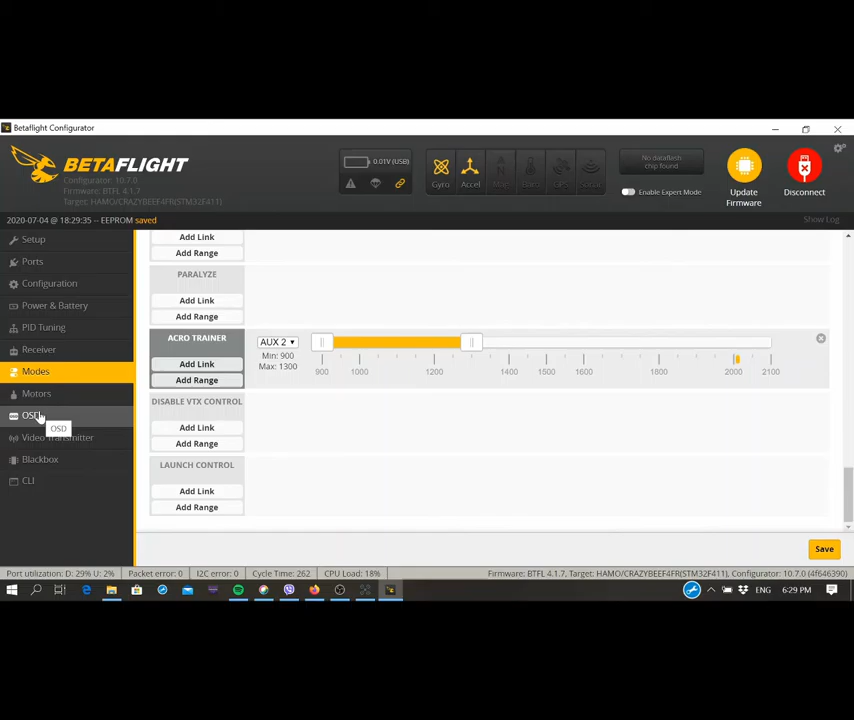 Betaflight Configurator
BETAFLIGHT
Configurator: 10.7.0
Firmware: BTFL 4.1.7
Target: HAMO/CRAZYBEEF4FR(STM32F411)
0.01V (USB)
Gyro
Accel
Mag
Baro
GPS
Sonar
No dataflash
chip found
Enable Expert Mode
Update
Firmware
Disconnect
2020-07-04 @ 18:29:35 -- EEPROM saved
Show Log
Setup
Ports
Configuration
Power & Battery
PID Tuning
Receiver
Modes
Motors
OSD
OSD
Video Transmitter
Blackbox
CLI
Add Link
Add Range
PARALYZE
Add Link
Add Range
ACRO TRAINER
Add Link
Add Range
AUX 2
Min: 900
Max: 1300
900 1000 1200 1400 1500 1600 1800 2000 2100
DISABLE VTX CONTROL
Add Link
Add Range
LAUNCH CONTROL
Add Link
Add Range
Save
Port utilization: D: 29% U: 2% Packet error: 0 I2C error: 0 Cycle Time: 262 CPU Load: 18% Firmware: BTFL 4.1.7, Target: HAMO/CRAZYBEEF4FR(STM32F411), Configurator: 10.7.0 (4f646390)
ENG 6:29 PM